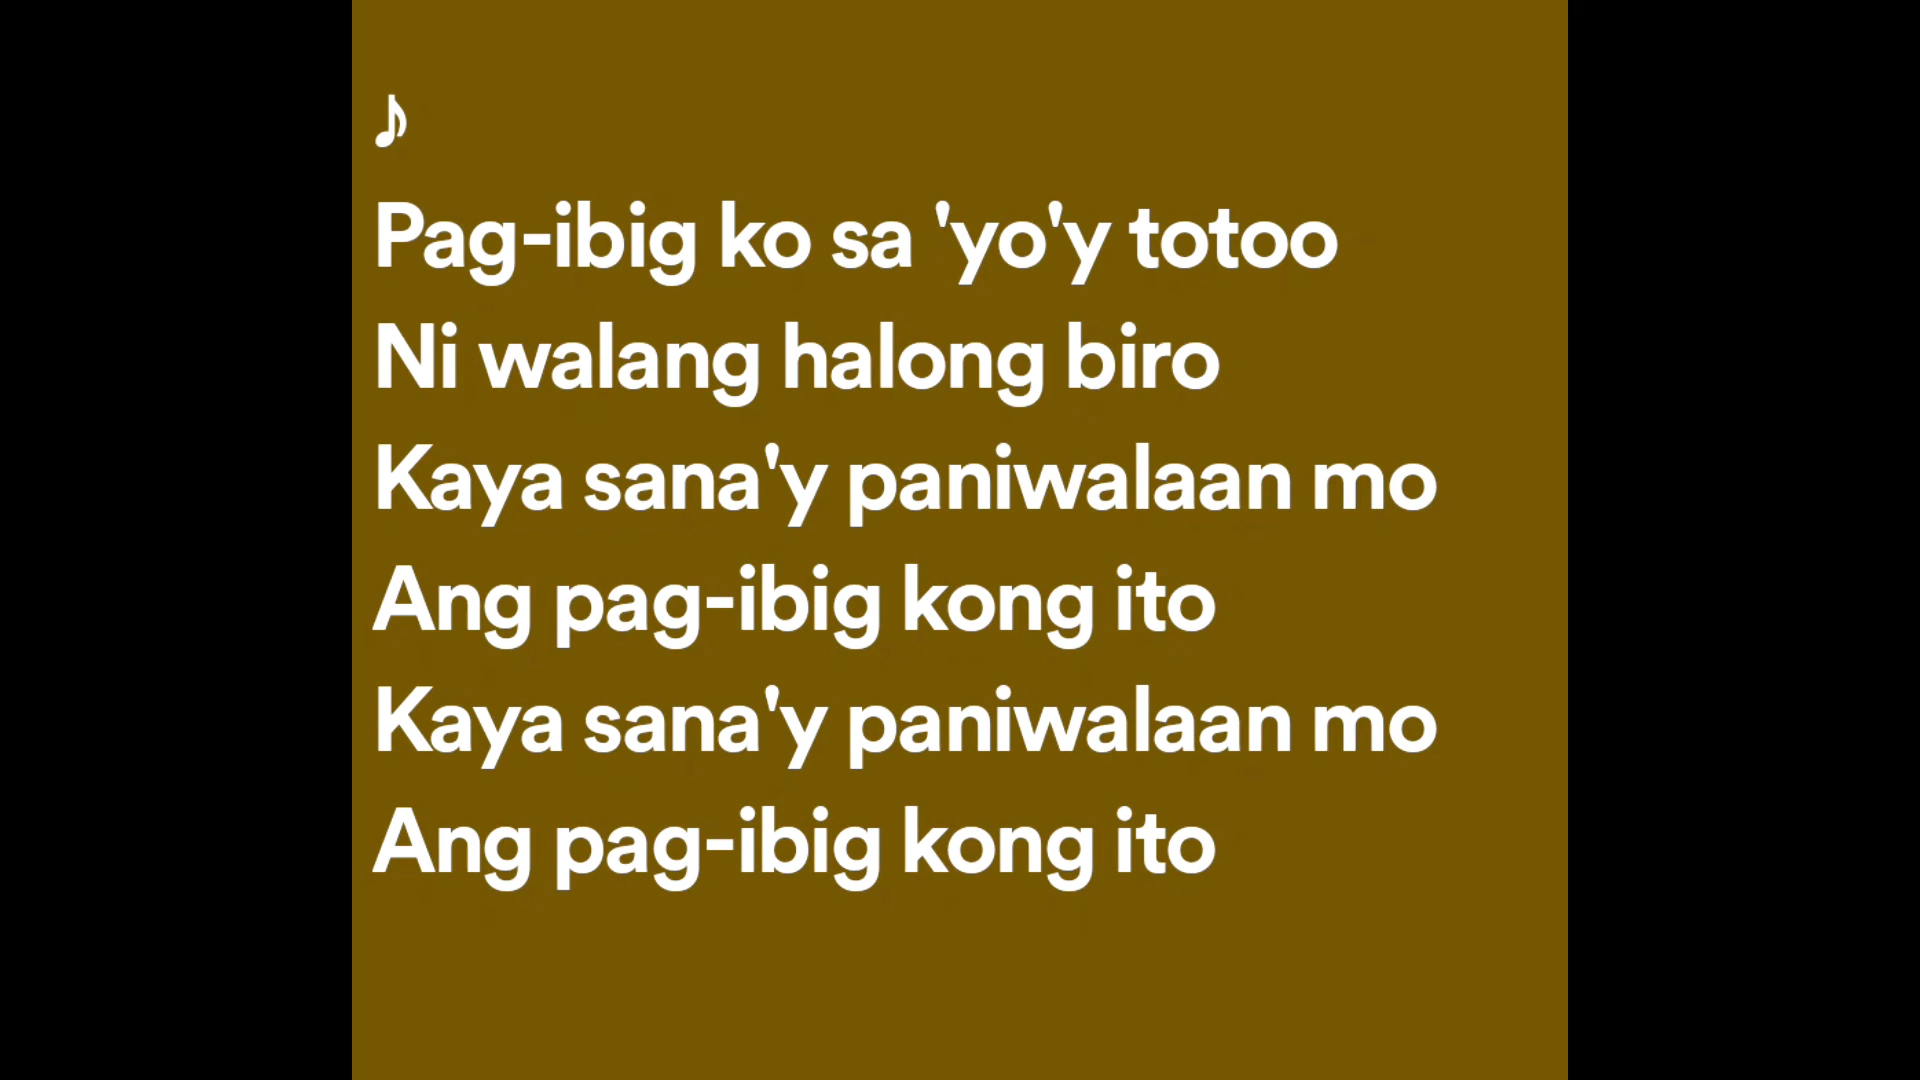 ♪
Pag-ibig ko sa 'yo'y totoo
Ni walang halong biro
Kaya sana'y paniwalaan mo
Ang pag-ibig kong ito
Kaya sana'y paniwalaan mo
Ang pag-ibig kong ito